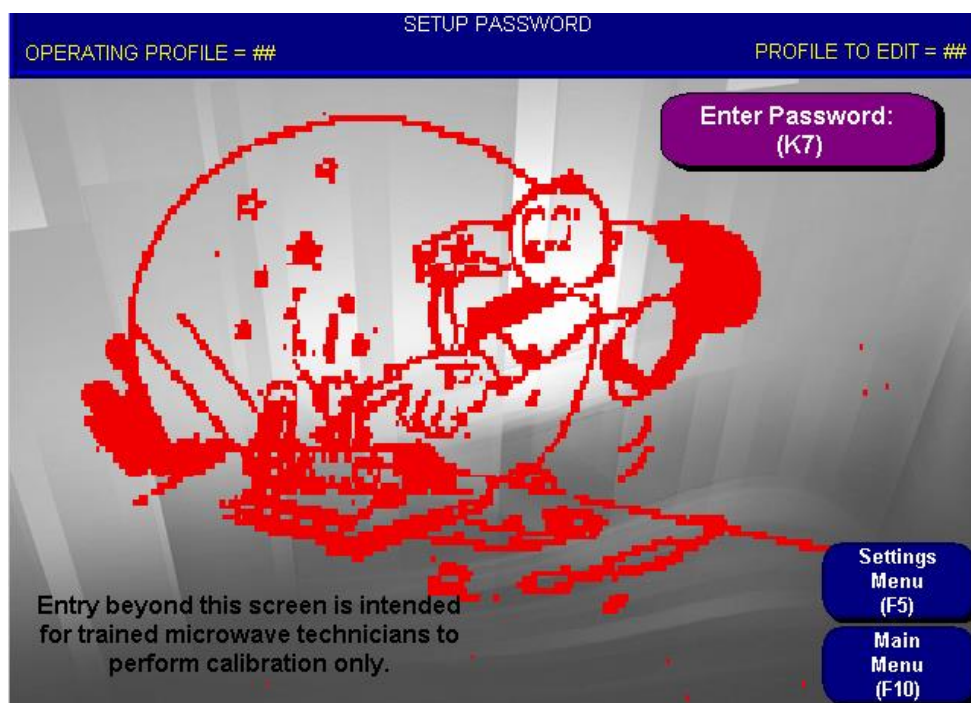 SETUP PASSWORD
OPERATING PROFILE = ##
PROFILE TO EDIT = ##
Enter Password:
(K7)
Settings
Menu
(F5)
Entry beyond this screen is intended
for trained microwave technicians to
perform calibration only.
Main
Menu
(F10)